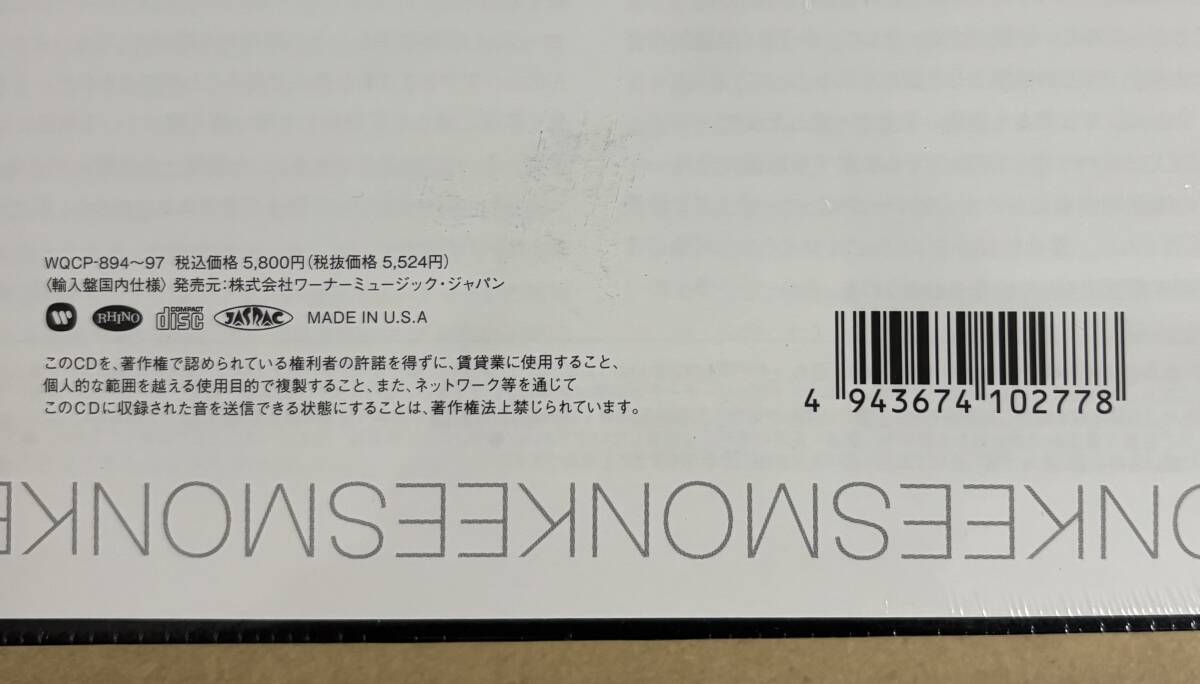 WQCP-894～97 税込価格 5,800円（税抜価格 5,524円）
〈輸入盤国内仕様〉 発売元：株式会社ワーナーミュージック・ジャパン
RHINO COMPACT disc JASRAC MADE IN U.S.A
このCDを、著作権で認められている権利者の許諾を得ずに、賃貸業に使用すること、
個人的な範囲を越える使用目的で複製すること、また、ネットワーク等を通じて
このCDに収録された音を送信できる状態にすることは、著作権法上禁じられています。
4 943674 102778
ONKEESMONKEESMONKE